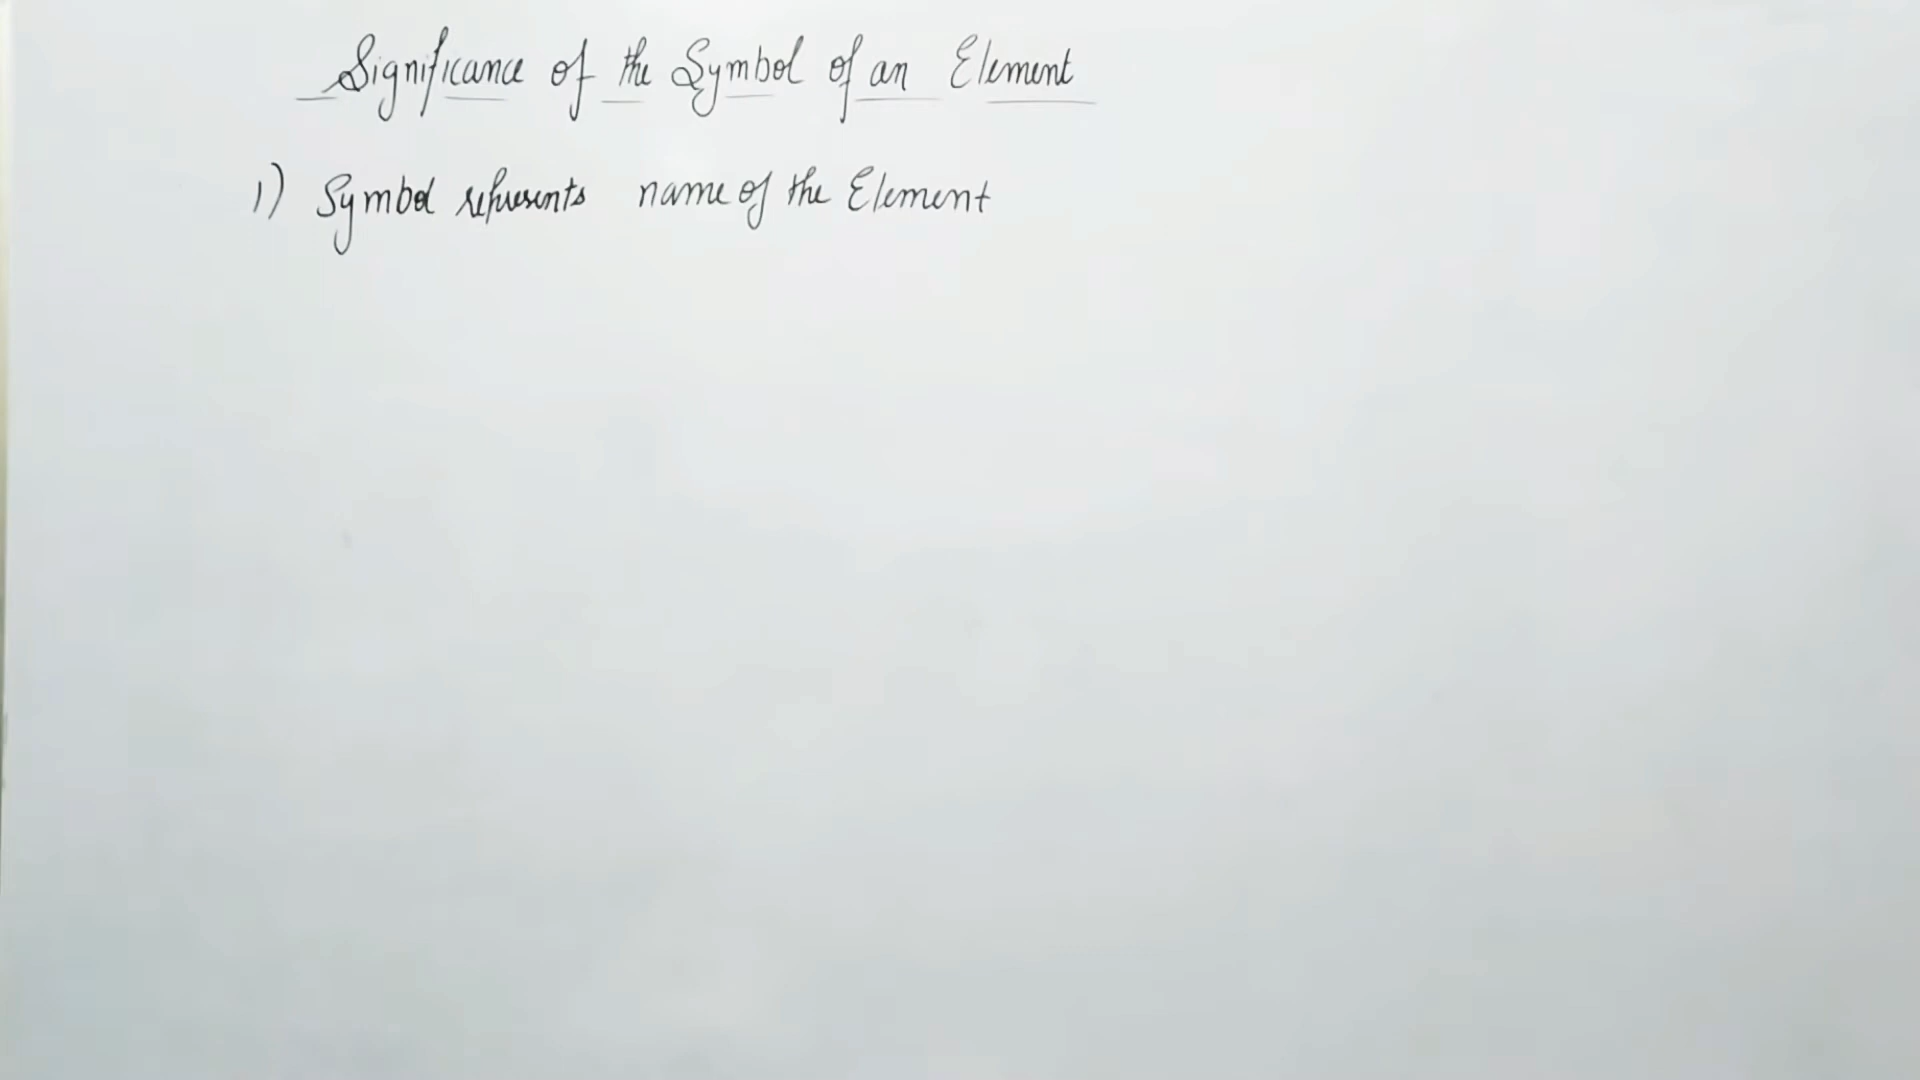 Significance of the Symbol of an Element
1) Symbol represents name of the Element